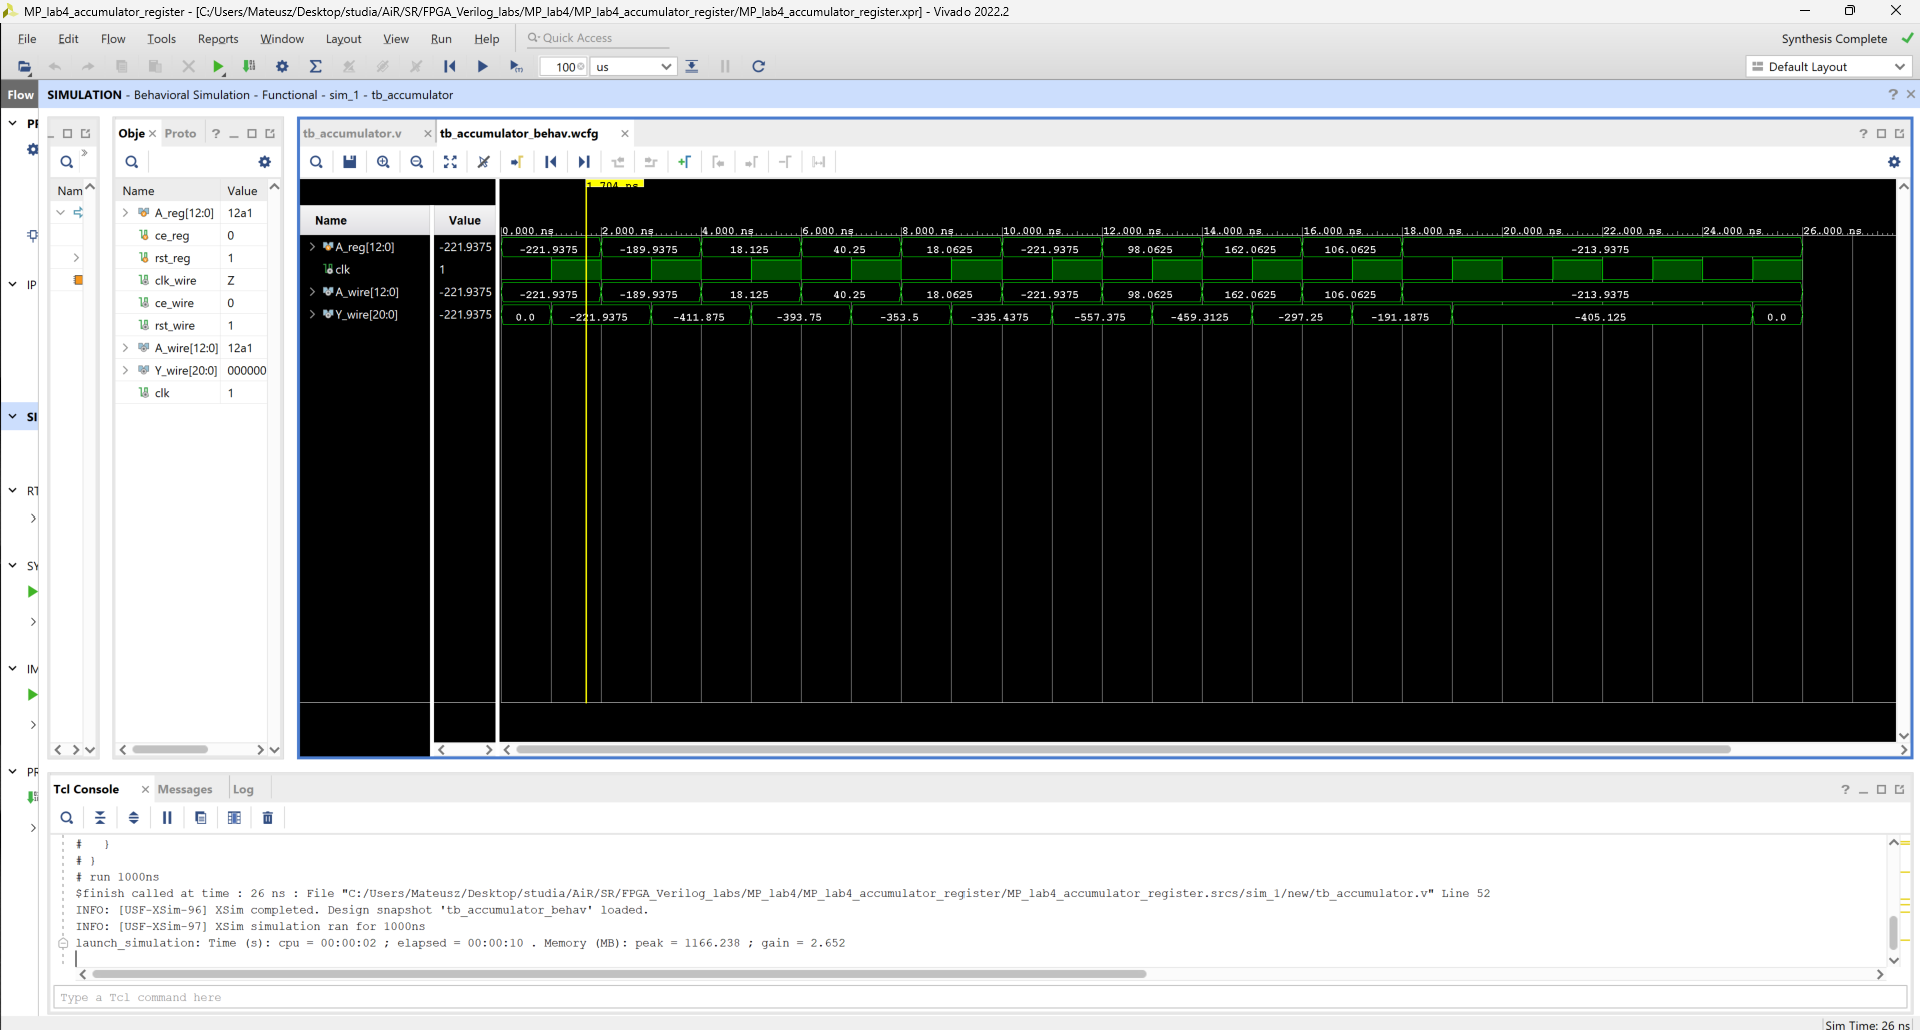 MP_lab4_accumulator_register - [C:/Users/Mateusz/Desktop/studia/AiR/SR/FPGA_Verilog_labs/MP_lab4/MP_lab4_accumulator_register/MP_lab4_accumulator_register.xpr] - Vivado 2022.2
File Edit Flow Tools Reports Window Layout View Run Help Quick Access Synthesis Complete
100 us Default Layout
Flow SIMULATION - Behavioral Simulation - Functional - sim_1 - tb_accumulator
PR
IP
SI
RT
SY
IM
PR
Nam
Obje Proto
Name Value
A_reg[12:0] 12a1
ce_reg 0
rst_reg 1
clk_wire Z
ce_wire 0
rst_wire 1
A_wire[12:0] 12a1
Y_wire[20:0] 000000
clk 1
tb_accumulator.v tb_accumulator_behav.wcfg
1.704 ns
Name Value
0.000 ns 2.000 ns 4.000 ns 6.000 ns 8.000 ns 10.000 ns 12.000 ns 14.000 ns 16.000 ns 18.000 ns 20.000 ns 22.000 ns 24.000 ns 26.000 ns
A_reg[12:0] -221.9375 -221.9375 -189.9375 18.125 40.25 18.0625 -221.9375 98.0625 162.0625 106.0625 -213.9375
clk 1
A_wire[12:0] -221.9375 -221.9375 -189.9375 18.125 40.25 18.0625 -221.9375 98.0625 162.0625 106.0625 -213.9375
Y_wire[20:0] -221.9375 0.0 -221.9375 -411.875 -393.75 -353.5 -335.4375 -557.375 -459.3125 -297.25 -191.1875 -405.125 0.0
Tcl Console Messages Log
# }
# }
# run 1000ns
$finish called at time : 26 ns : File "C:/Users/Mateusz/Desktop/studia/AiR/SR/FPGA_Verilog_labs/MP_lab4/MP_lab4_accumulator_register/MP_lab4_accumulator_register.srcs/sim_1/new/tb_accumulator.v" Line 52
INFO: [USF-XSim-96] XSim completed. Design snapshot 'tb_accumulator_behav' loaded.
INFO: [USF-XSim-97] XSim simulation ran for 1000ns
launch_simulation: Time (s): cpu = 00:00:02 ; elapsed = 00:00:10 . Memory (MB): peak = 1166.238 ; gain = 2.652
Type a Tcl command here
Sim Time: 26 ns